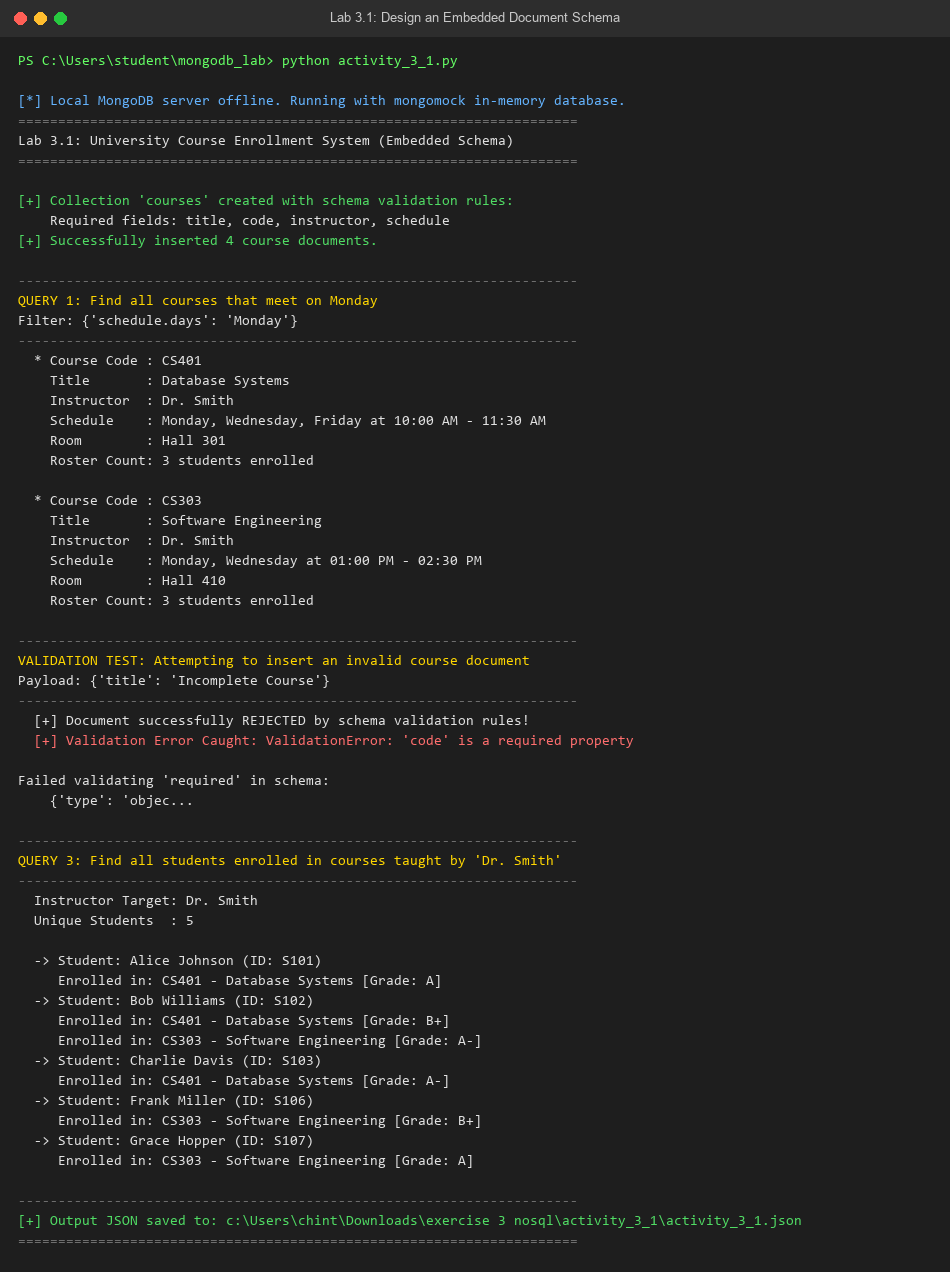 Lab 3.1: Design an Embedded Document Schema
PS C:\Users\student\mongodb_lab> python activity_3_1.py
[*] Local MongoDB server offline. Running with mongomock in-memory database.
======================================================================
Lab 3.1: University Course Enrollment System (Embedded Schema)
======================================================================
[+] Collection 'courses' created with schema validation rules:
    Required fields: title, code, instructor, schedule
[+] Successfully inserted 4 course documents.
----------------------------------------------------------------------
QUERY 1: Find all courses that meet on Monday
Filter: {'schedule.days': 'Monday'}
----------------------------------------------------------------------
  * Course Code : CS401
    Title       : Database Systems
    Instructor  : Dr. Smith
    Schedule    : Monday, Wednesday, Friday at 10:00 AM - 11:30 AM
    Room        : Hall 301
    Roster Count: 3 students enrolled
  * Course Code : CS303
    Title       : Software Engineering
    Instructor  : Dr. Smith
    Schedule    : Monday, Wednesday at 01:00 PM - 02:30 PM
    Room        : Hall 410
    Roster Count: 3 students enrolled
----------------------------------------------------------------------
VALIDATION TEST: Attempting to insert an invalid course document
Payload: {'title': 'Incomplete Course'}
----------------------------------------------------------------------
  [+] Document successfully REJECTED by schema validation rules!
  [+] Validation Error Caught: ValidationError: 'code' is a required property
Failed validating 'required' in schema:
    {'type': 'objec...
----------------------------------------------------------------------
QUERY 3: Find all students enrolled in courses taught by 'Dr. Smith'
----------------------------------------------------------------------
  Instructor Target: Dr. Smith
  Unique Students  : 5
  -> Student: Alice Johnson (ID: S101)
     Enrolled in: CS401 - Database Systems [Grade: A]
  -> Student: Bob Williams (ID: S102)
     Enrolled in: CS401 - Database Systems [Grade: B+]
     Enrolled in: CS303 - Software Engineering [Grade: A-]
  -> Student: Charlie Davis (ID: S103)
     Enrolled in: CS401 - Database Systems [Grade: A-]
  -> Student: Frank Miller (ID: S106)
     Enrolled in: CS303 - Software Engineering [Grade: B+]
  -> Student: Grace Hopper (ID: S107)
     Enrolled in: CS303 - Software Engineering [Grade: A]
----------------------------------------------------------------------
[+] Output JSON saved to: c:\Users\chint\Downloads\exercise 3 nosql\activity_3_1\activity_3_1.json
======================================================================